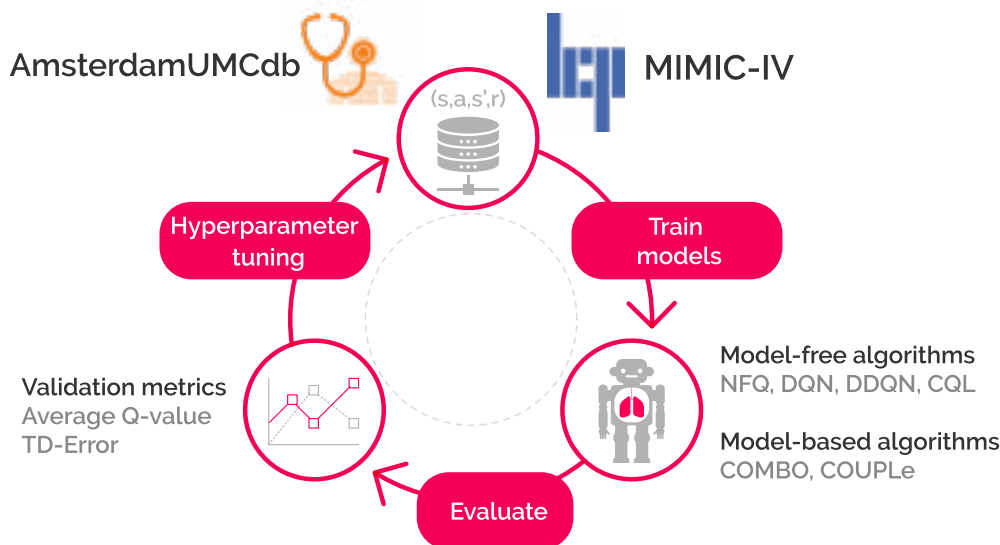 AmsterdamUMCdb
MIMIC-IV
(s,a,s',r)
Hyperparameter
tuning
Train
models
Validation metrics
Average Q-value
TD-Error
Model-free algorithms
NFQ, DQN, DDQN, CQL
Model-based algorithms
COMBO, COUPLe
Evaluate